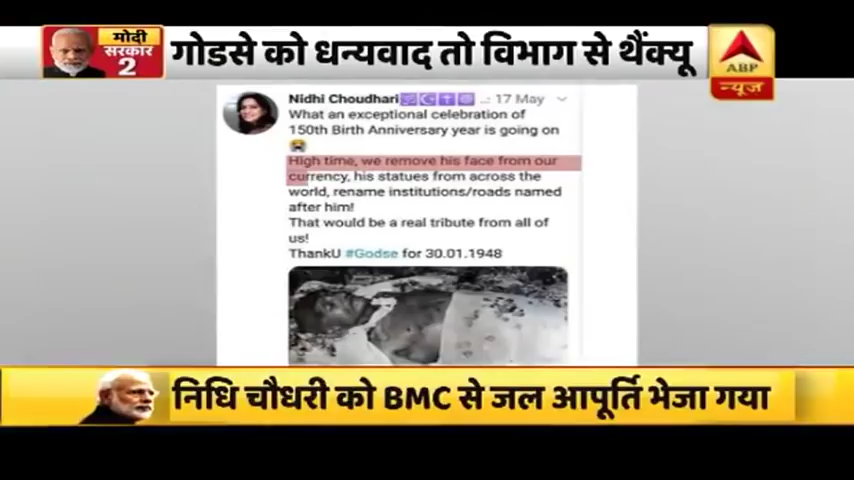 मोदी
सरकार
2
गोडसे को धन्यवाद तो विभाग से थैंक्यू
ABP
न्यूज़
Nidhi Choudhari🕉☪✝☸ ..: 17 May
What an exceptional celebration of
150th Birth Anniversary year is going on
😭
High time, we remove his face from our
currency, his statues from across the
world, rename institutions/roads named
after him!
That would be a real tribute from all of
us!
ThankU #Godse for 30.01.1948
निधि चौधरी को BMC से जल आपूर्ति भेजा गया